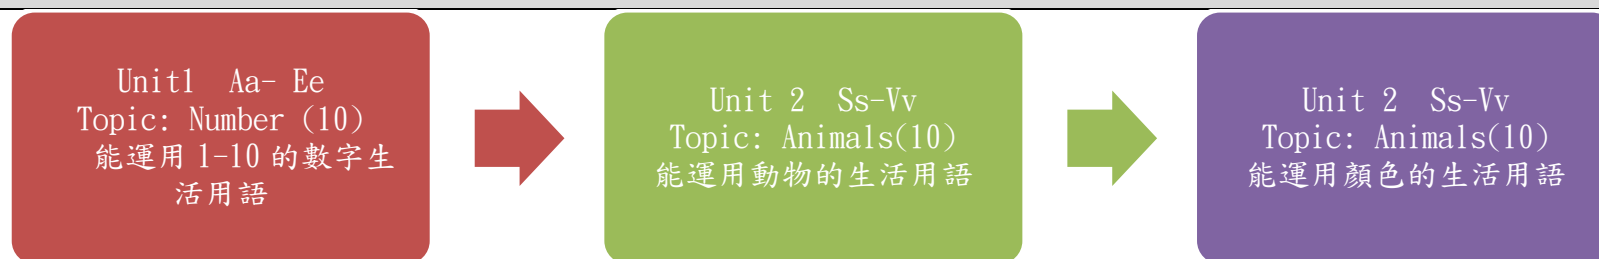 Unit1  Aa- Ee
Topic: Number (10)
能運用 1-10 的數字生
活用語
Unit 2  Ss-Vv
Topic: Animals(10)
能運用動物的生活用語
Unit 2  Ss-Vv
Topic: Animals(10)
能運用顏色的生活用語